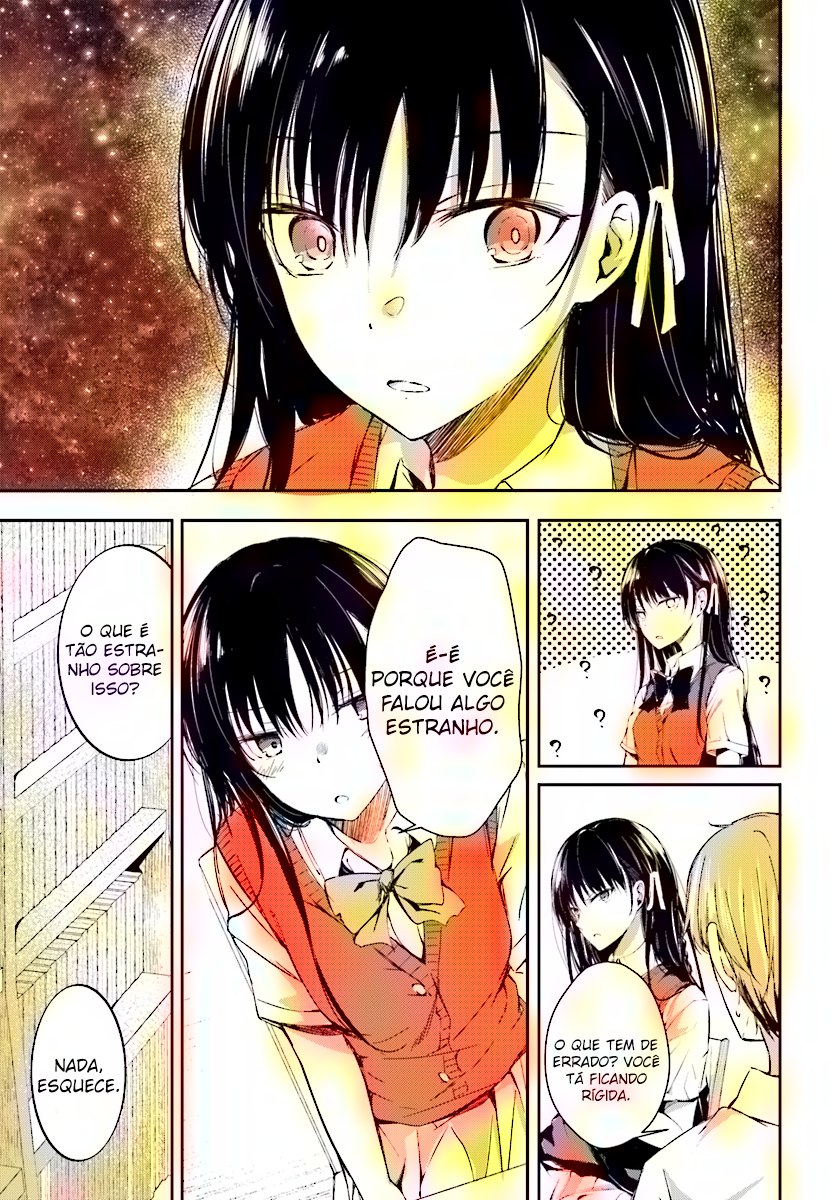 ?
?
?
?
?
?
?
?
O QUE TEM DE
ERRADO? VOCÊ
TÁ FICANDO
RÍGIDA.
É-É
PORQUE VOCÊ
FALOU ALGO
ESTRANHO.
O QUE É
TÃO ESTRA-
NHO SOBRE
ISSO?
NADA,
ESQUECE.